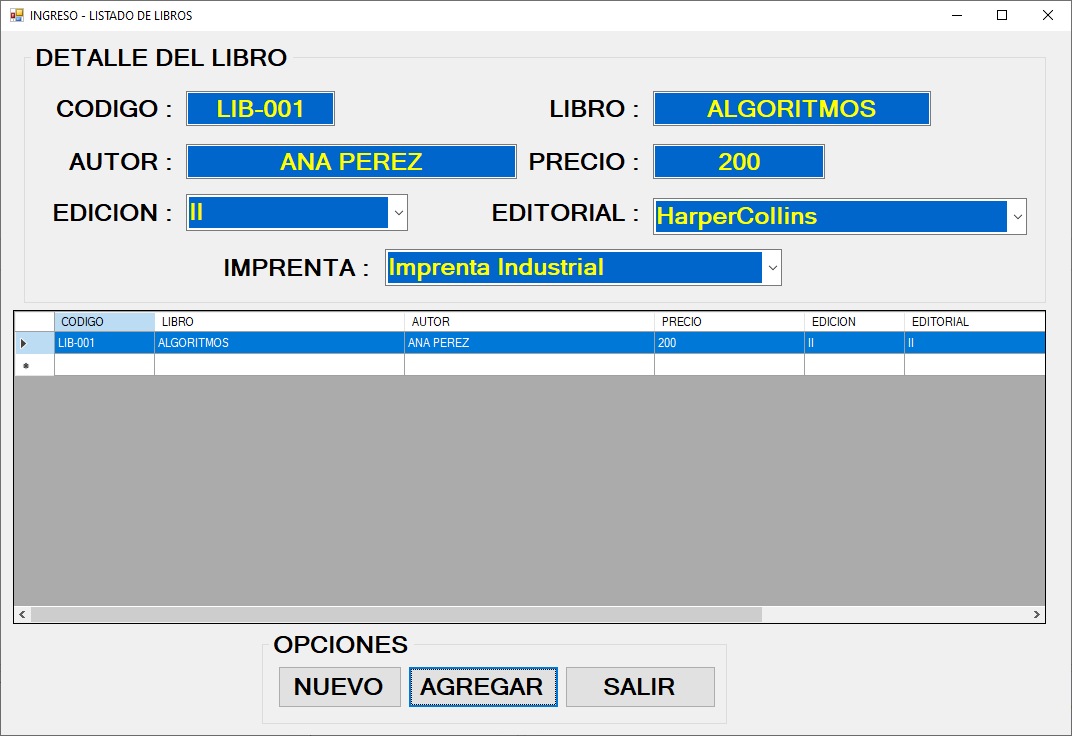 INGRESO - LISTADO DE LIBROS
DETALLE DEL LIBRO
CODIGO : LIB-001 LIBRO : ALGORITMOS
AUTOR : ANA PEREZ PRECIO : 200
EDICION : II EDITORIAL : HarperCollins
IMPRENTA : Imprenta Industrial
CODIGO LIBRO AUTOR PRECIO EDICION EDITORIAL
LIB-001 ALGORITMOS ANA PEREZ 200 II II
OPCIONES
NUEVO AGREGAR SALIR